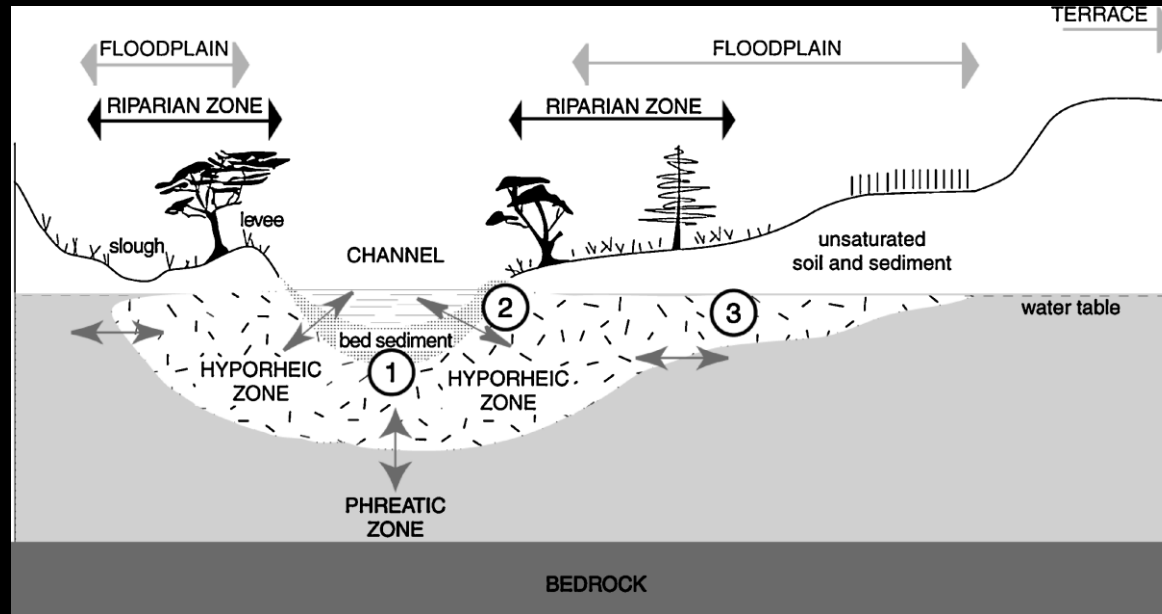 TERRACE
FLOODPLAIN
FLOODPLAIN
RIPARIAN ZONE
RIPARIAN ZONE
levee
slough
CHANNEL
unsaturated
soil and sediment
2
3
water table
bed sediment
1
HYPORHEIC
ZONE
HYPORHEIC
ZONE
PHREATIC
ZONE
BEDROCK